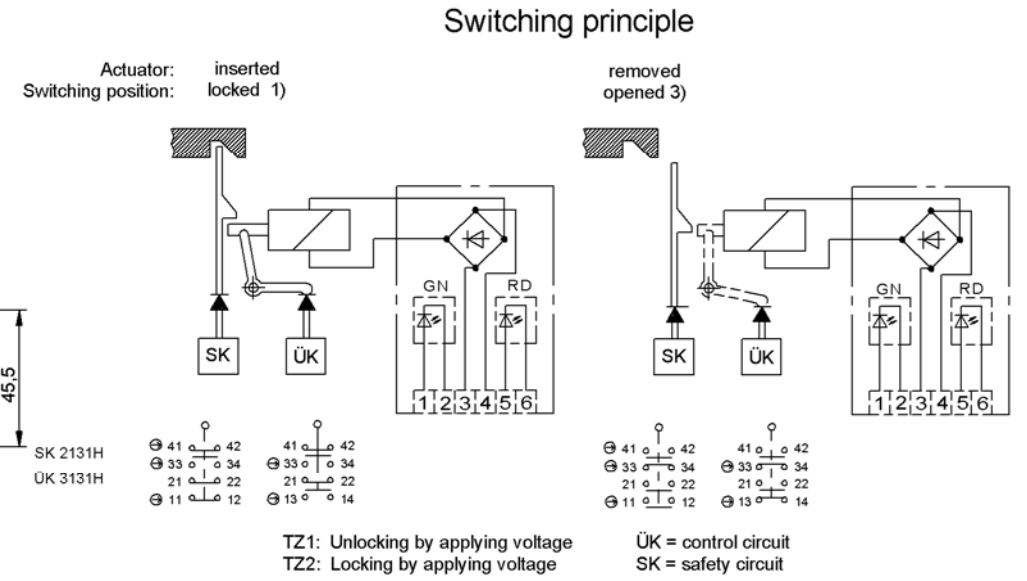 Switching principle
Actuator: inserted removed
Switching position: locked 1) opened 3)
GN RD GN RD
SK ÜK SK ÜK
1 2 3 4 5 6 1 2 3 4 5 6
45,5
41 42 41 42 41 42 41 42
SK 2131H 33 34 33 34 33 34 33 34
ÜK 3131H 21 22 21 22 21 22 21 22
11 12 13 14 11 12 13 14
TZ1: Unlocking by applying voltage ÜK = control circuit
TZ2: Locking by applying voltage SK = safety circuit